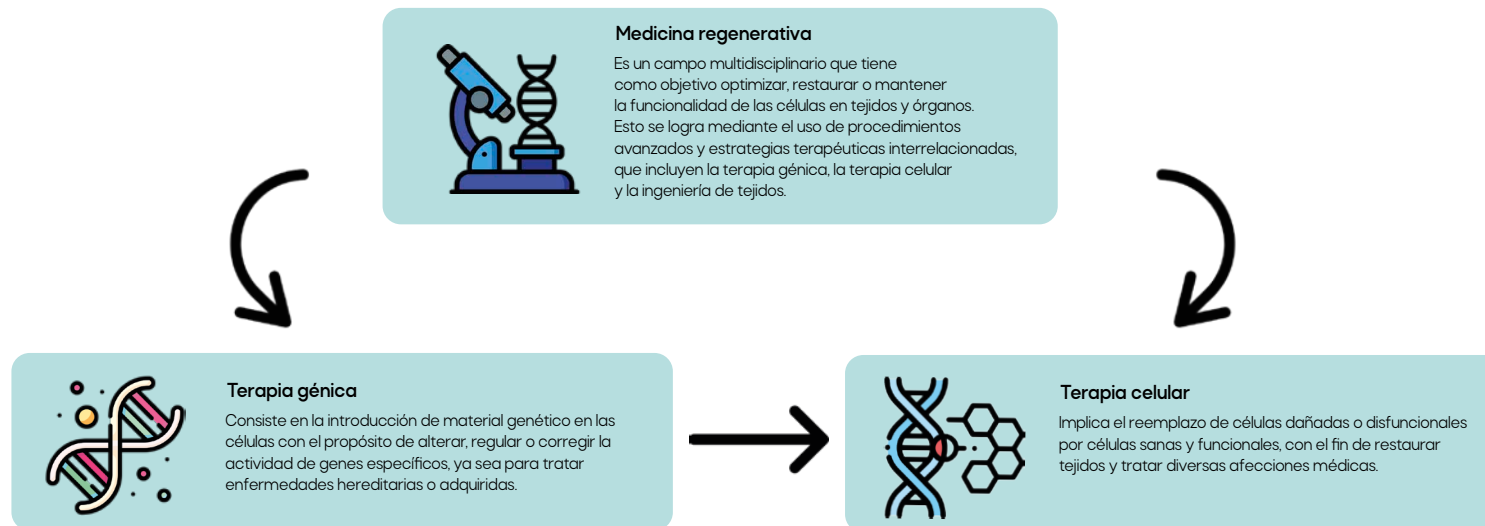 Medicina regenerativa
Es un campo multidisciplinario que tiene
como objetivo optimizar, restaurar o mantener
la funcionalidad de las células en tejidos y órganos.
Esto se logra mediante el uso de procedimientos
avanzados y estrategias terapéuticas interrelacionadas,
que incluyen la terapia génica, la terapia celular
y la ingeniería de tejidos.
Terapia génica
Consiste en la introducción de material genético en las
células con el propósito de alterar, regular o corregir la
actividad de genes específicos, ya sea para tratar
enfermedades hereditarias o adquiridas.
Terapia celular
Implica el reemplazo de células dañadas o disfuncionales
por células sanas y funcionales, con el fin de restaurar
tejidos y tratar diversas afecciones médicas.